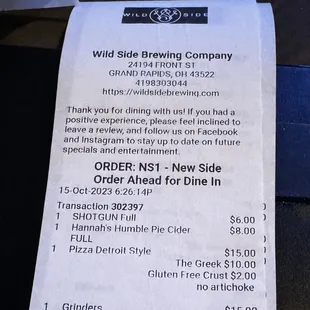 WILD SIDE
Wild Side Brewing Company
24194 FRONT ST
GRAND RAPIDS, OH 43522
4198303044
https://wildsidebrewing.com
Thank you for dining with us! If you had a
positive experience, please feel inclined to
leave a review, and follow us on Facebook
and Instagram to stay up to date on future
specials and entertainment.
ORDER: NS1 - New Side
Order Ahead for Dine In
15-Oct-2023 6:26:14P
Transaction 302397
1 SHOTGUN Full $6.00
1 Hannah's Humble Pie Cider $8.00
FULL
1 Pizza Detroit Style $15.00
The Greek $10.00
Gluten Free Crust $2.00
no artichoke
1 Grinders $15.00